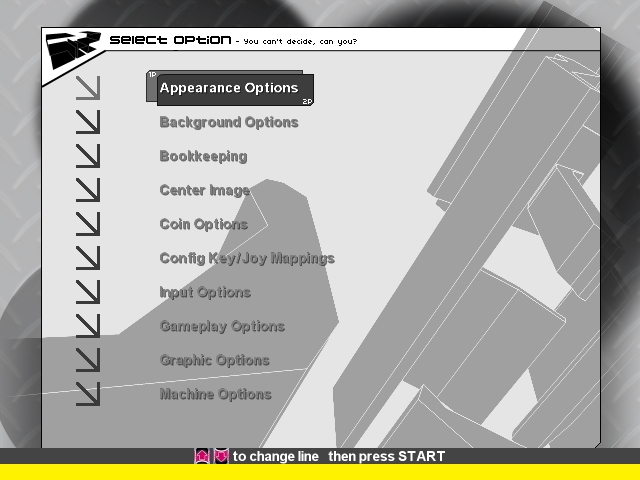 Select Option - You can't decide, can you?
1P
Appearance Options
2P
Background Options
Bookkeeping
Center Image
Coin Options
Config Key/Joy Mappings
Input Options
Gameplay Options
Graphic Options
Machine Options
to change line then press START